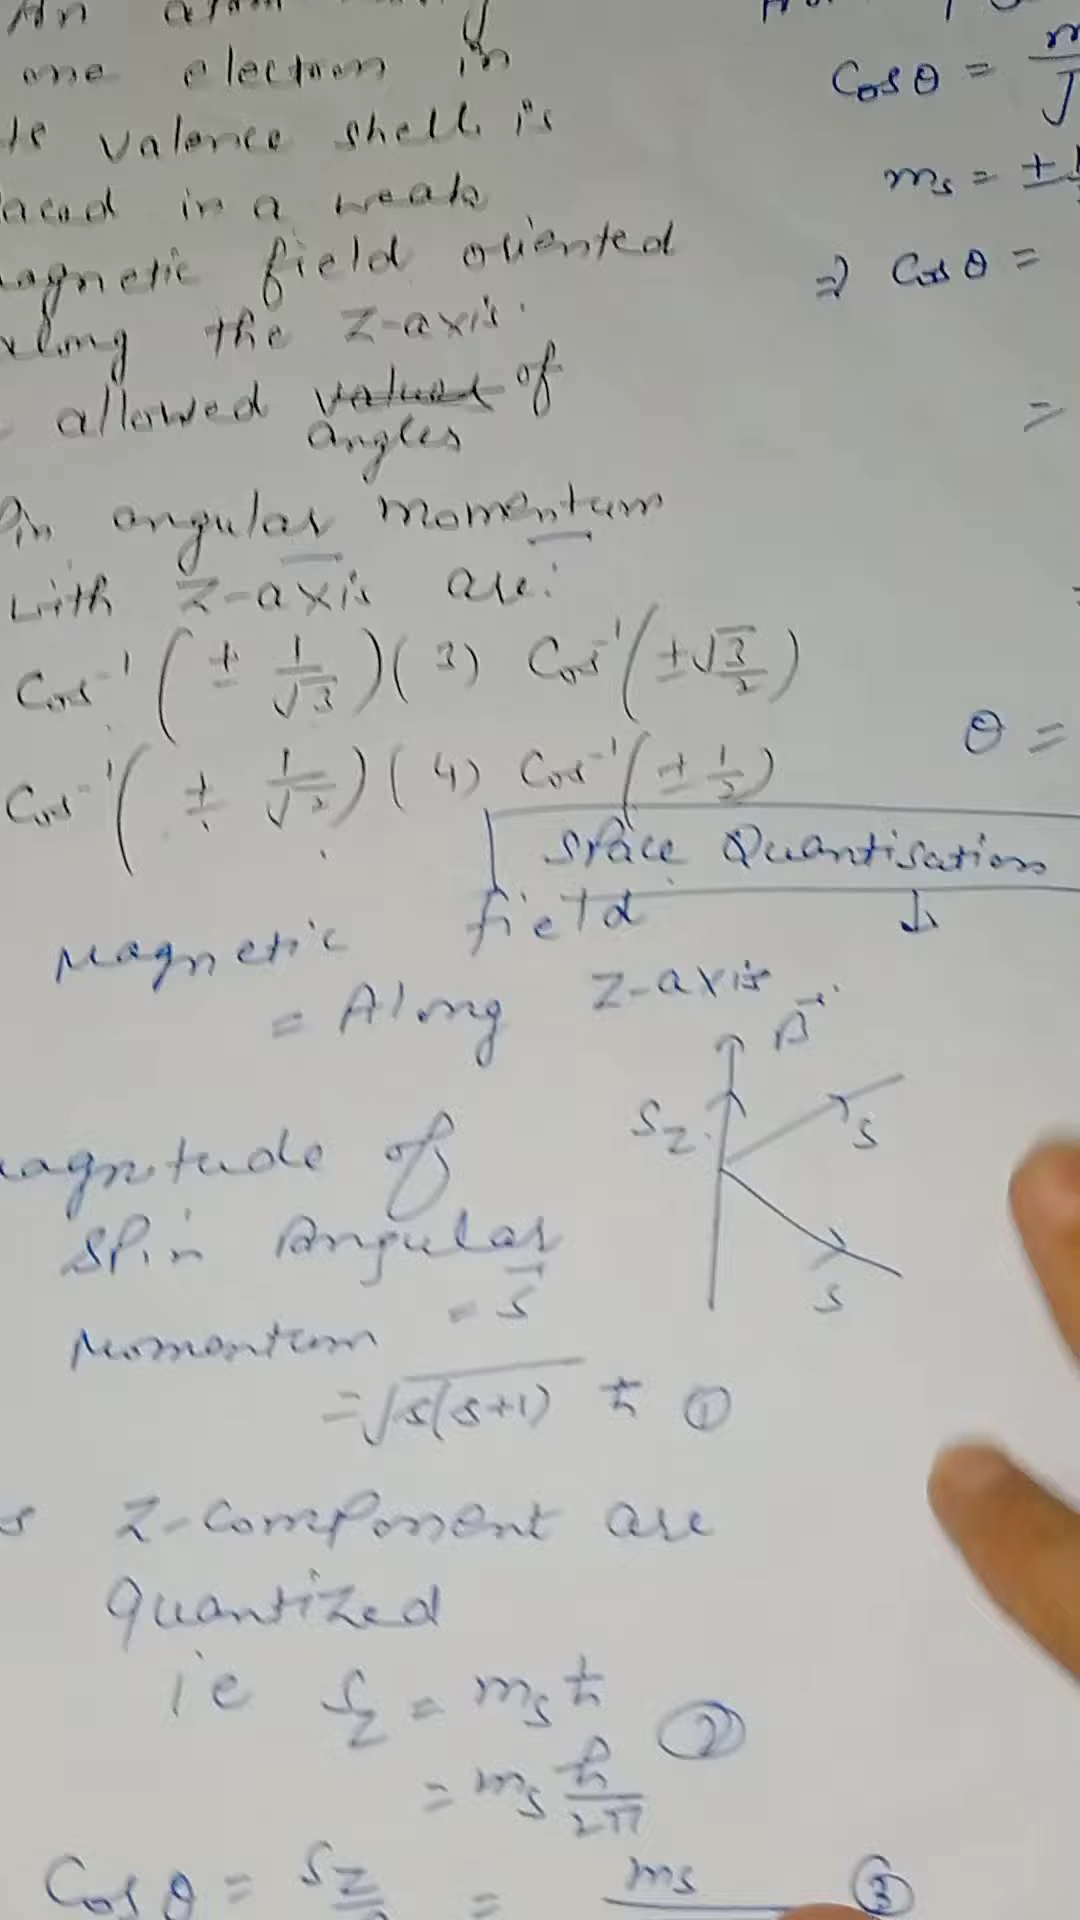 An atom
one electron in
valence shell is
in a weak
magnetic field oriented
along the Z-axis.
allowed values of
angles
angular momentum
with Z-axis are:
Cos⁻¹(± 1/√3) (3) Cos⁻¹(± √3/2)
Cos⁻¹(± 1/√2) (4) Cos⁻¹(± 1/2)
Cos θ =
ms = ±
⇒ Cos θ =
=
θ =
Space Quantisation
↓
Magnetic field
= Along Z-axis
B⃗
Sz
S
S
magnitude of
Spin Angular
Momentum = S⃗
= √s(s+1) ħ ①
Z-Component are
Quantized
ie Sz = ms ħ ②
= ms h/2π
Cos θ = Sz = ms ③